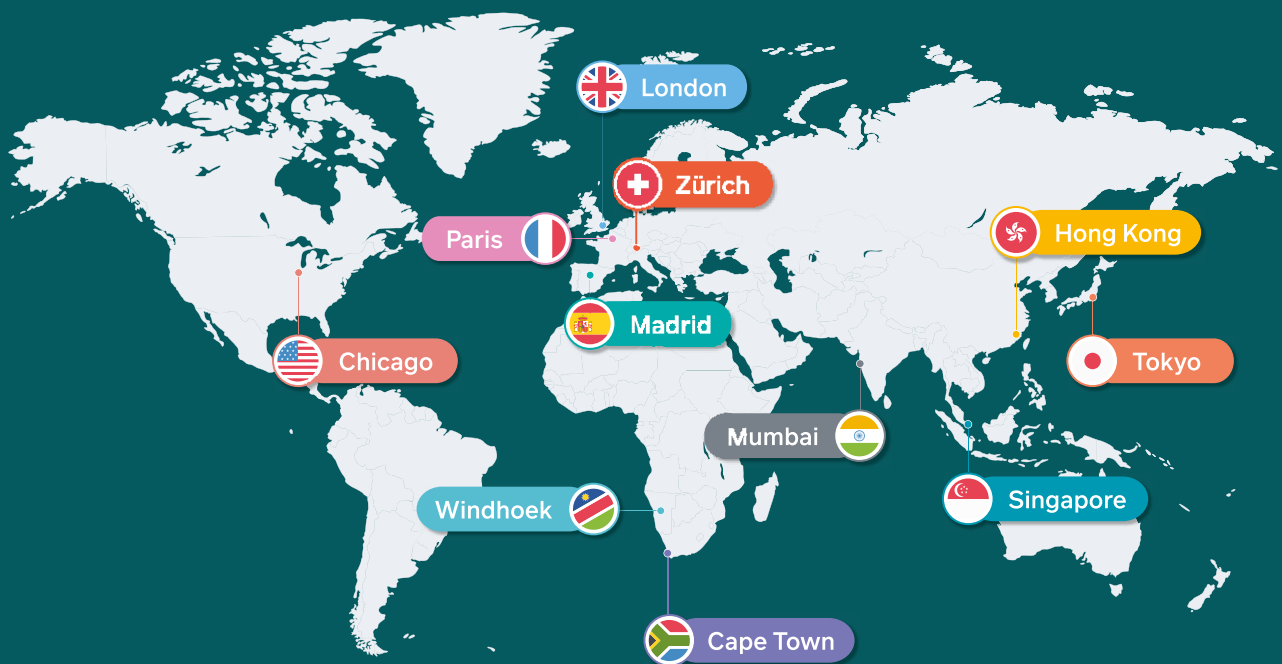 London
Zürich
Paris
Hong Kong
Madrid
Chicago
Tokyo
Mumbai
Singapore
Windhoek
Cape Town